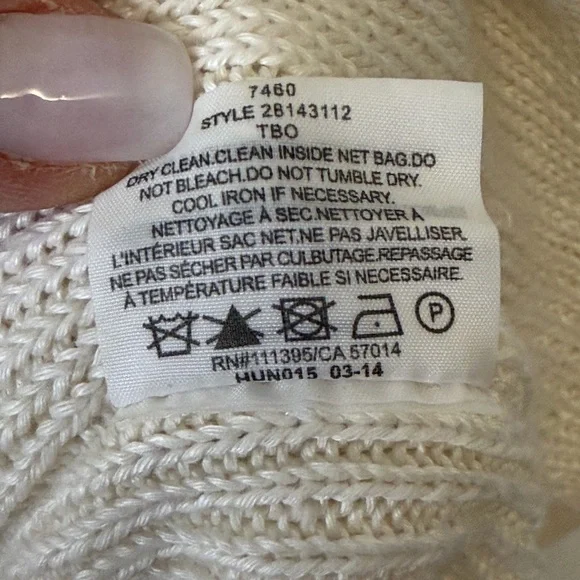 7460
STYLE 28143112
TBO
DRY CLEAN.CLEAN INSIDE NET BAG.DO
NOT BLEACH.DO NOT TUMBLE DRY.
COOL IRON IF NECESSARY.
NETTOYAGE À SEC.NETTOYER À
L'INTÉRIEUR SAC NET.NE PAS JAVELLISER.
NE PAS SÉCHER PAR CULBUTAGE.REPASSAGE
À TEMPÉRATURE FAIBLE SI NÉCESSAIRE.
P
RN#111395/CA 57014
HUN015 03-14